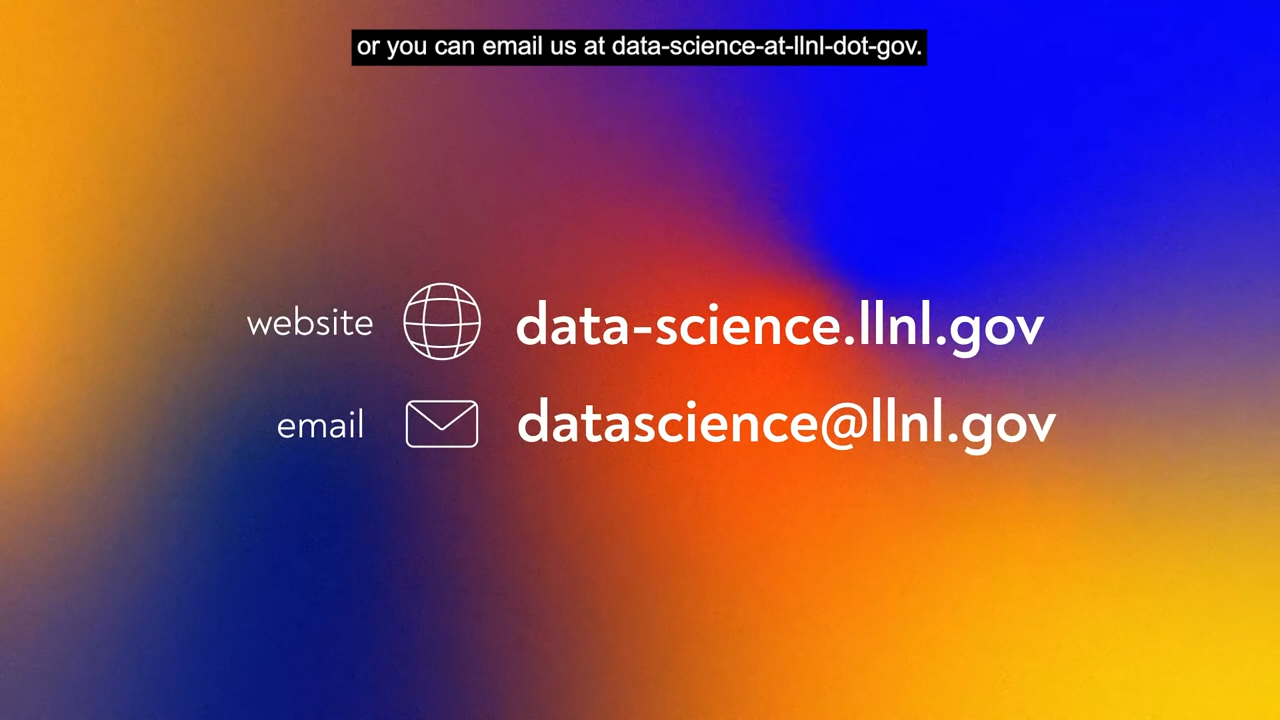 or you can email us at data-science-at-llnl-dot-gov.
website data-science.llnl.gov
email datascience@llnl.gov